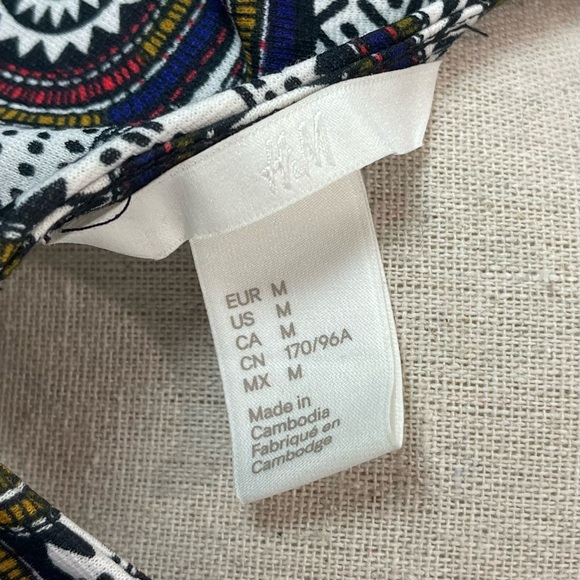 H&M
EUR M
US M
CA M
CN 170/96A
MX M
Made in
Cambodia
Fabriqué en
Cambodge